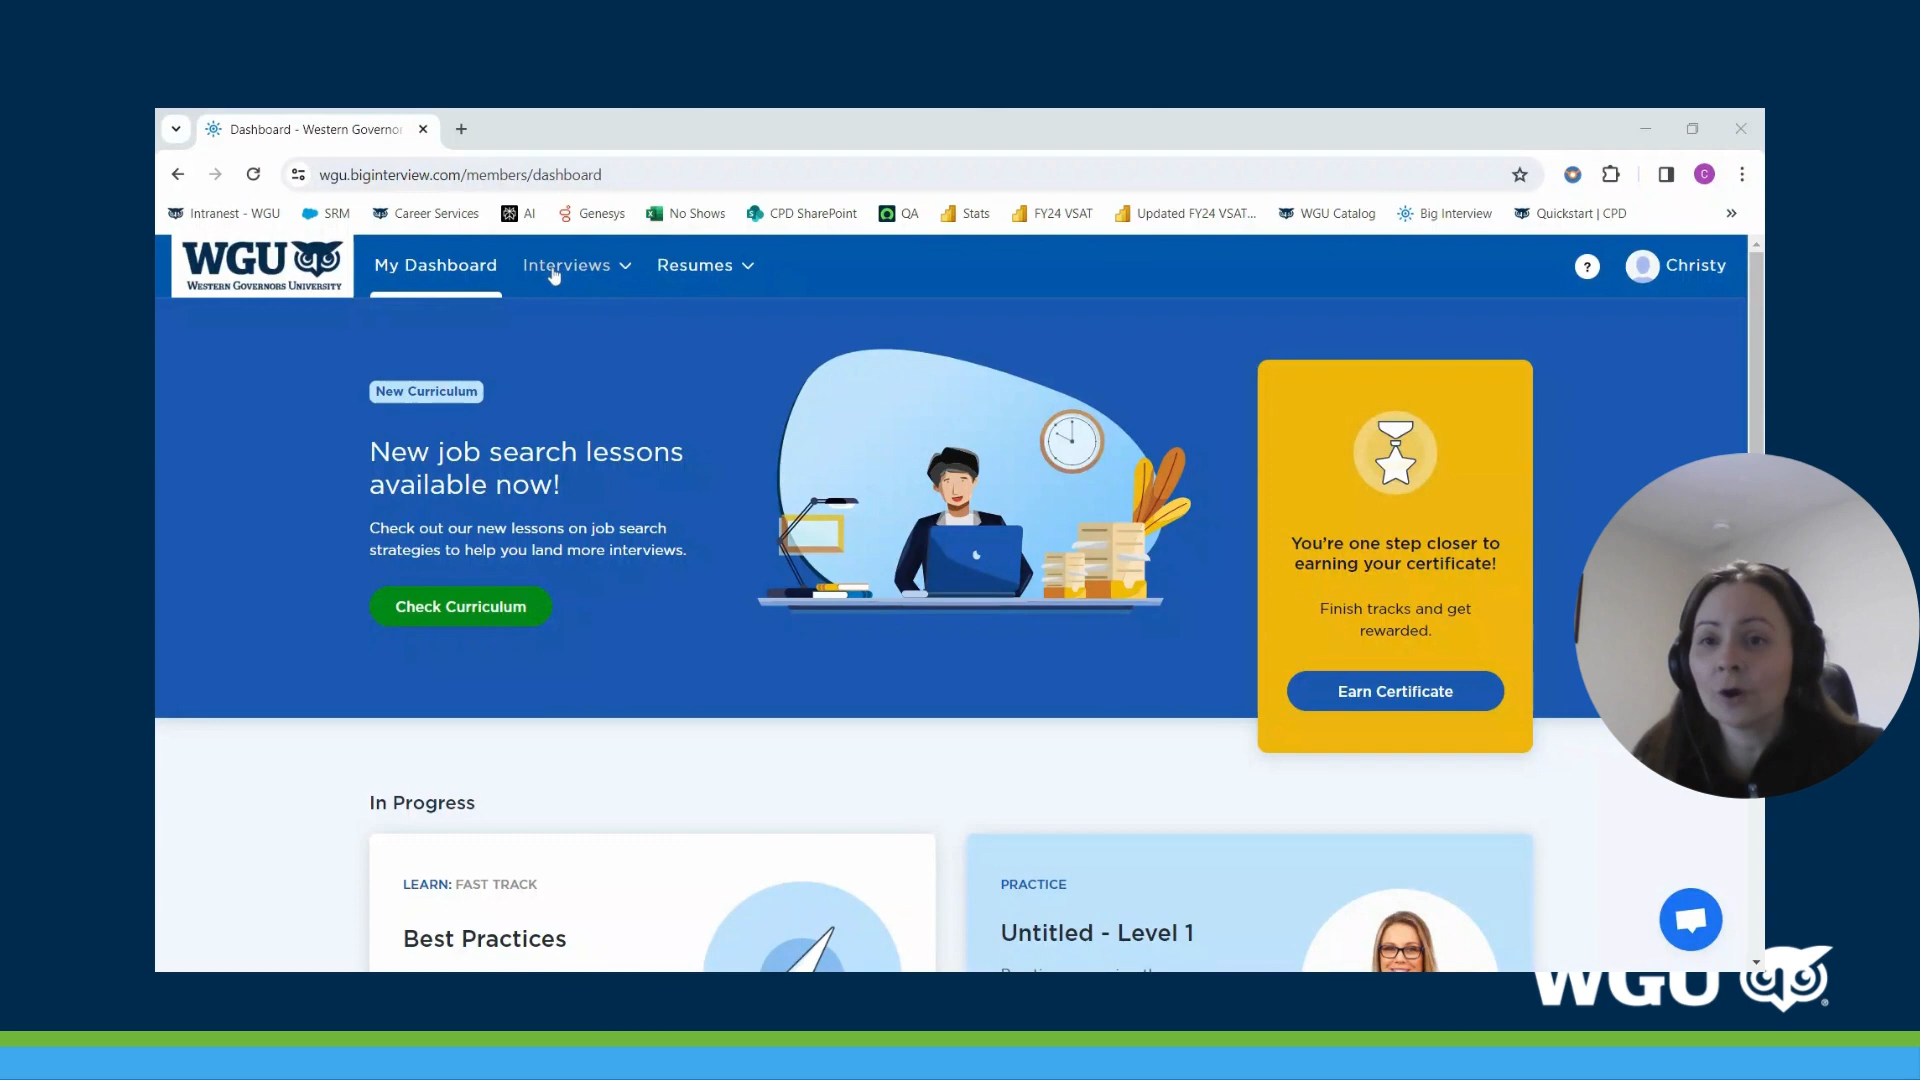 Dashboard - Western Governor
wgu.biginterview.com/members/dashboard
C
Intranest - WGU
SRM
Career Services
AI
Genesys
No Shows
CPD SharePoint
QA
Stats
FY24 VSAT
Updated FY24 VSAT...
WGU Catalog
Big Interview
Quickstart | CPD
WGU
WESTERN GOVERNORS UNIVERSITY
My Dashboard
Interviews
Resumes
?
Christy
New Curriculum
New job search lessons
available now!
Check out our new lessons on job search
strategies to help you land more interviews.
Check Curriculum
You're one step closer to
earning your certificate!
Finish tracks and get
rewarded.
Earn Certificate
In Progress
LEARN: FAST TRACK
Best Practices
PRACTICE
Untitled - Level 1
WGU